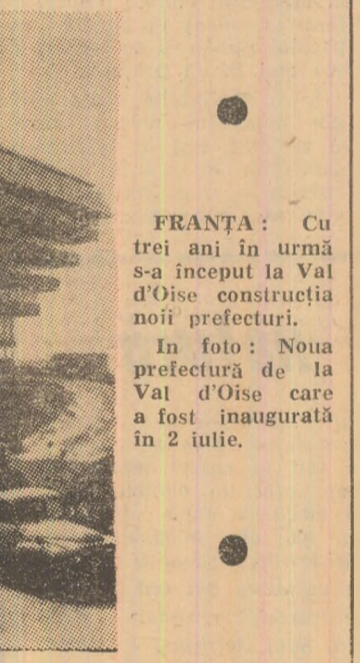 FRANȚA : Cu
trei ani în urmă
s-a început la Val
d'Oise construcția
noii prefecturi.
In foto : Noua
prefectură de la
Val d'Oise care
a fost inaugurată
în 2 iulie.